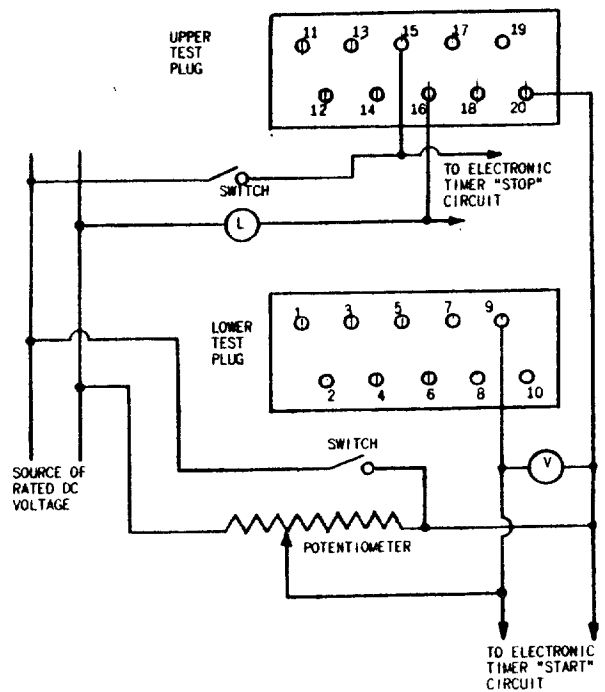 UPPER
TEST
PLUG
11 13 15 17 19
12 14 16 18 20
SWITCH
TO ELECTRONIC
TIMER "STOP"
CIRCUIT
L
LOWER
TEST
PLUG
1 3 5 7 9
2 4 6 8 10
SWITCH
V
SOURCE OF
RATED DC
VOLTAGE
POTENTIOMETER
TO ELECTRONIC
TIMER "START"
CIRCUIT